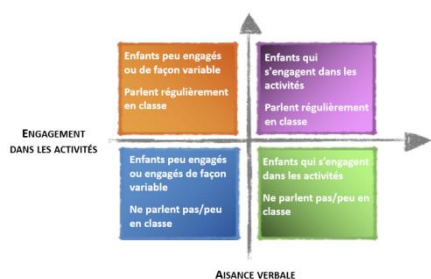 Enfants peu engagés
ou de façon variable
Parlent régulièrement
en classe
Enfants qui
s'engagent dans les
activités
Parlent régulièrement
en classe
ENGAGEMENT
DANS LES ACTIVITÉS
Enfants peu engagés
ou engagés de façon
variable
Ne parlent pas/peu
en classe
Enfants qui s'engagent
dans les activités
Ne parlent pas/peu en
classe
AISANCE VERBALE